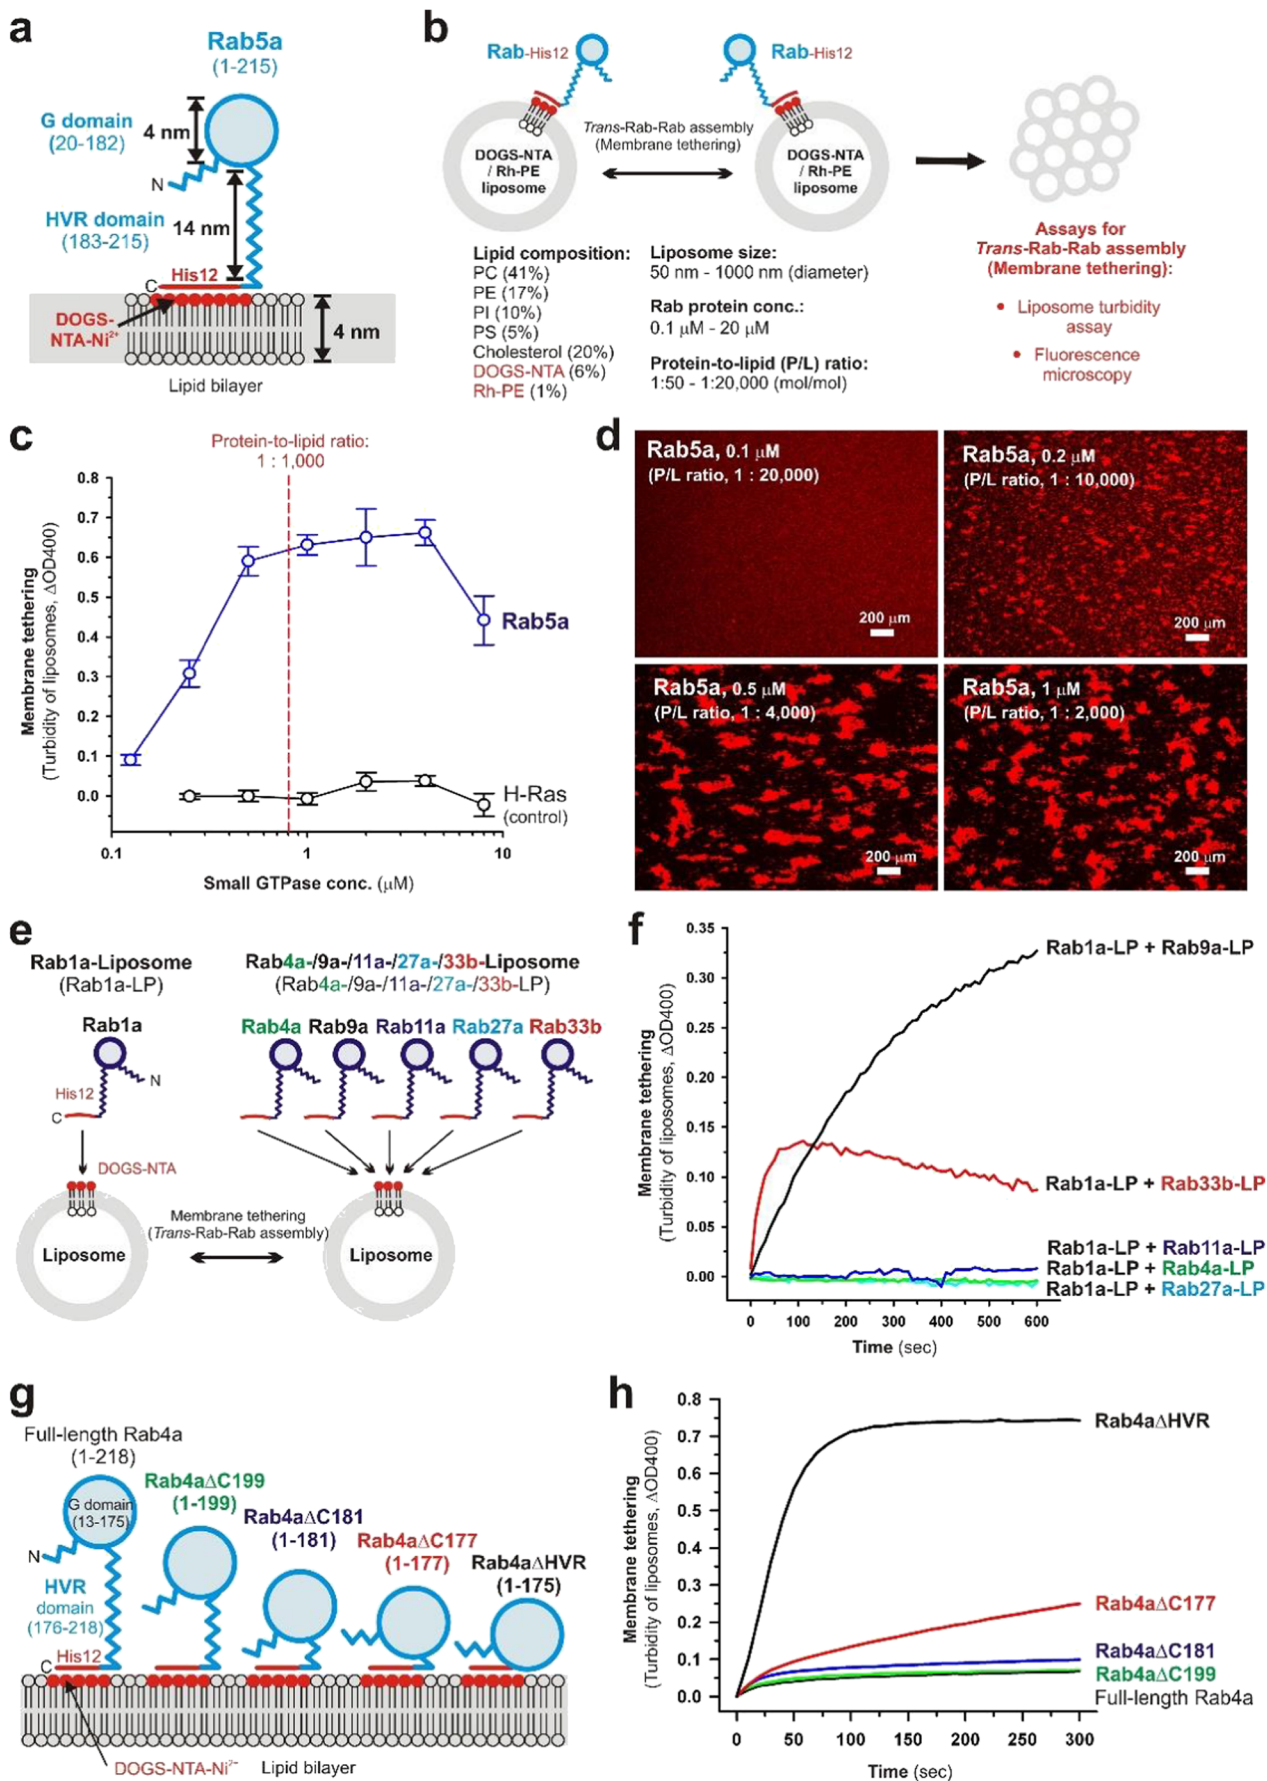 a
Rab5a
(1-215)
G domain
(20-182)
4 nm
N
HVR domain
(183-215)
14 nm
His12
C
DOGS-
NTA-Ni²⁺
4 nm
Lipid bilayer
b
Rab-His12
Rab-His12
Trans-Rab-Rab assembly
(Membrane tethering)
DOGS-NTA
/ Rh-PE
liposome
DOGS-NTA
/ Rh-PE
liposome
Lipid composition:
PC (41%)
PE (17%)
PI (10%)
PS (5%)
Cholesterol (20%)
DOGS-NTA (6%)
Rh-PE (1%)
Liposome size:
50 nm - 1000 nm (diameter)
Rab protein conc.:
0.1 μM - 20 μM
Protein-to-lipid (P/L) ratio:
1:50 - 1:20,000 (mol/mol)
Assays for
Trans-Rab-Rab assembly
(Membrane tethering):
• Liposome turbidity
assay
• Fluorescence
microscopy
c
Protein-to-lipid ratio:
1 : 1,000
Membrane tethering
(Turbidity of liposomes, ΔOD400)
0.8
0.7
0.6
0.5
0.4
0.3
0.2
0.1
0.0
Rab5a
H-Ras
(control)
0.1
1
10
Small GTPase conc. (μM)
d
Rab5a, 0.1 μM
(P/L ratio, 1 : 20,000)
200 μm
Rab5a, 0.2 μM
(P/L ratio, 1 : 10,000)
200 μm
Rab5a, 0.5 μM
(P/L ratio, 1 : 4,000)
200 μm
Rab5a, 1 μM
(P/L ratio, 1 : 2,000)
200 μm
e
Rab1a-Liposome
(Rab1a-LP)
Rab4a-/9a-/11a-/27a-/33b-Liposome
(Rab4a-/9a-/11a-/27a-/33b-LP)
Rab1a
Rab4a Rab9a Rab11a Rab27a Rab33b
N
His12
C
DOGS-NTA
Membrane tethering
(Trans-Rab-Rab assembly)
Liposome
Liposome
f
Membrane tethering
(Turbidity of liposomes, ΔOD400)
0.35
0.30
0.25
0.20
0.15
0.10
0.05
0.00
Rab1a-LP + Rab9a-LP
Rab1a-LP + Rab33b-LP
Rab1a-LP + Rab11a-LP
Rab1a-LP + Rab4a-LP
Rab1a-LP + Rab27a-LP
0 100 200 300 400 500 600
Time (sec)
g
Full-length Rab4a
(1-218)
G domain
(13-175)
N
HVR
domain
(176-218)
His12
C
Rab4aΔC199
(1-199)
Rab4aΔC181
(1-181)
Rab4aΔC177
(1-177)
Rab4aΔHVR
(1-175)
DOGS-NTA-Ni²⁺
Lipid bilayer
h
Membrane tethering
(Turbidity of liposomes, ΔOD400)
0.8
0.7
0.6
0.5
0.4
0.3
0.2
0.1
0.0
Rab4aΔHVR
Rab4aΔC177
Rab4aΔC181
Rab4aΔC199
Full-length Rab4a
0 50 100 150 200 250 300
Time (sec)